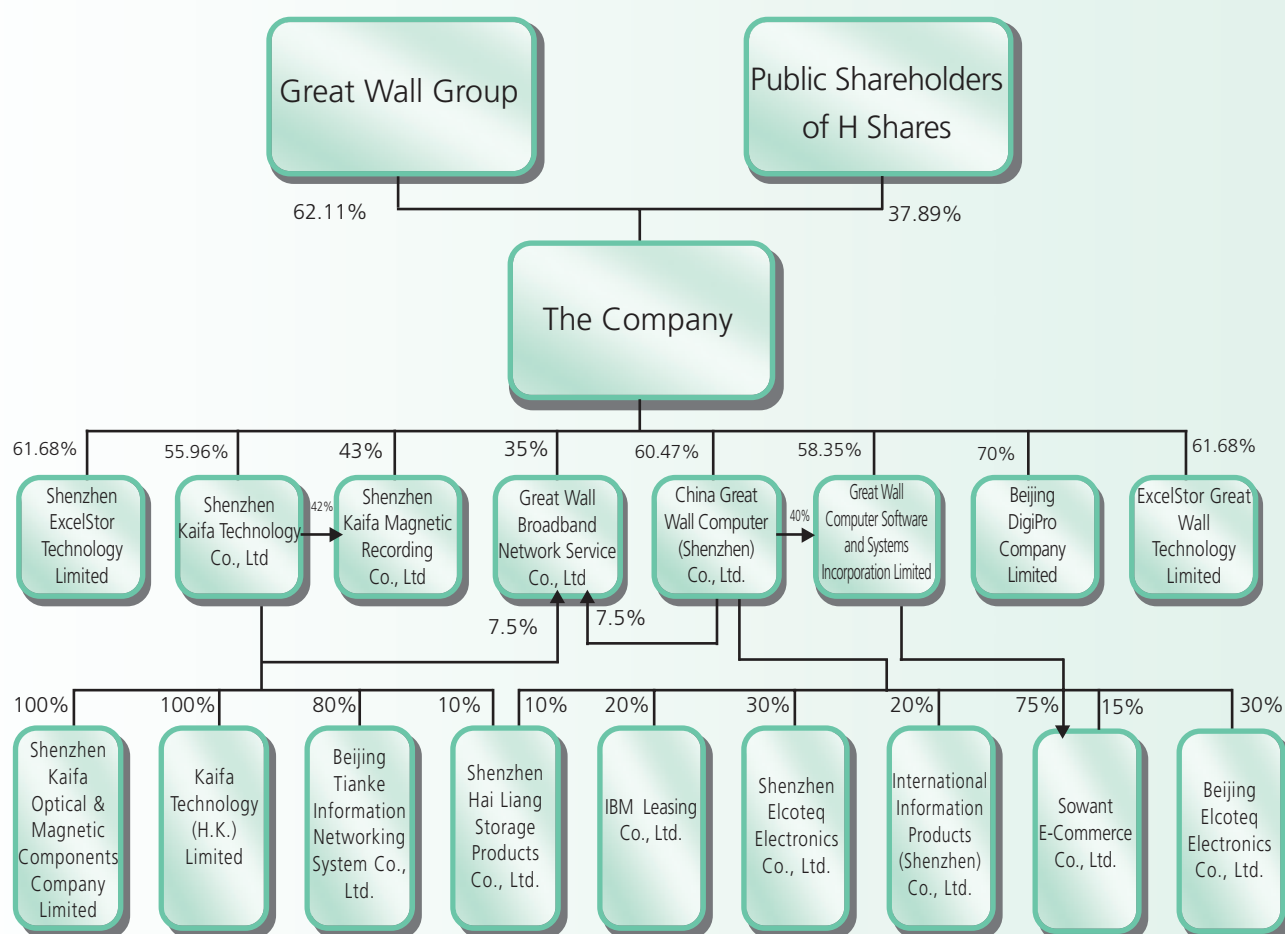 Great Wall Group
Public Shareholders
of H Shares
62.11%
37.89%
The Company
61.68%
55.96%
43%
35%
60.47%
58.35%
70%
61.68%
Shenzhen
ExcelStor
Technology
Limited
Shenzhen
Kaifa Technology
Co., Ltd
42%
Shenzhen
Kaifa Magnetic
Recording
Co., Ltd
Great Wall
Broadband
Network Service
Co., Ltd
China Great
Wall Computer
(Shenzhen)
Co., Ltd.
40%
Great Wall
Computer Software
and Systems
Incorporation Limited
Beijing
DigiPro
Company
Limited
ExcelStor Great
Wall
Technology
Limited
7.5%
7.5%
100%
100%
80%
10%
10%
20%
30%
20%
75%
15%
30%
Shenzhen
Kaifa
Optical &
Magnetic
Components
Company
Limited
Kaifa
Technology
(H.K.)
Limited
Beijing
Tianke
Information
Networking
System Co.,
Ltd.
Shenzhen
Hai Liang
Storage
Products
Co., Ltd.
IBM Leasing
Co., Ltd.
Shenzhen
Elcoteq
Electronics
Co., Ltd.
International
Information
Products
(Shenzhen)
Co., Ltd.
Sowant
E-Commerce
Co., Ltd.
Beijing
Elcoteq
Electronics
Co., Ltd.